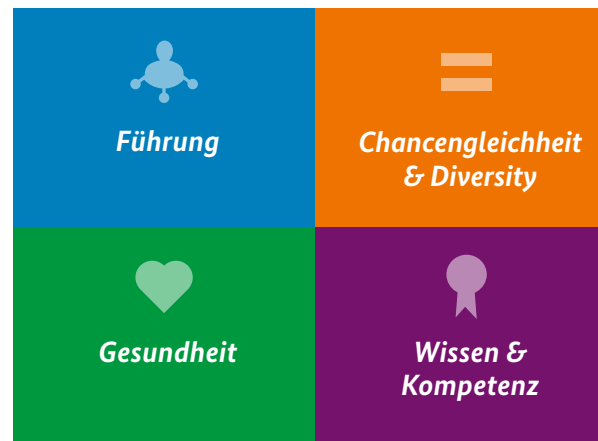 Führung
Chancengleichheit
& Diversity
Gesundheit
Wissen &
Kompetenz